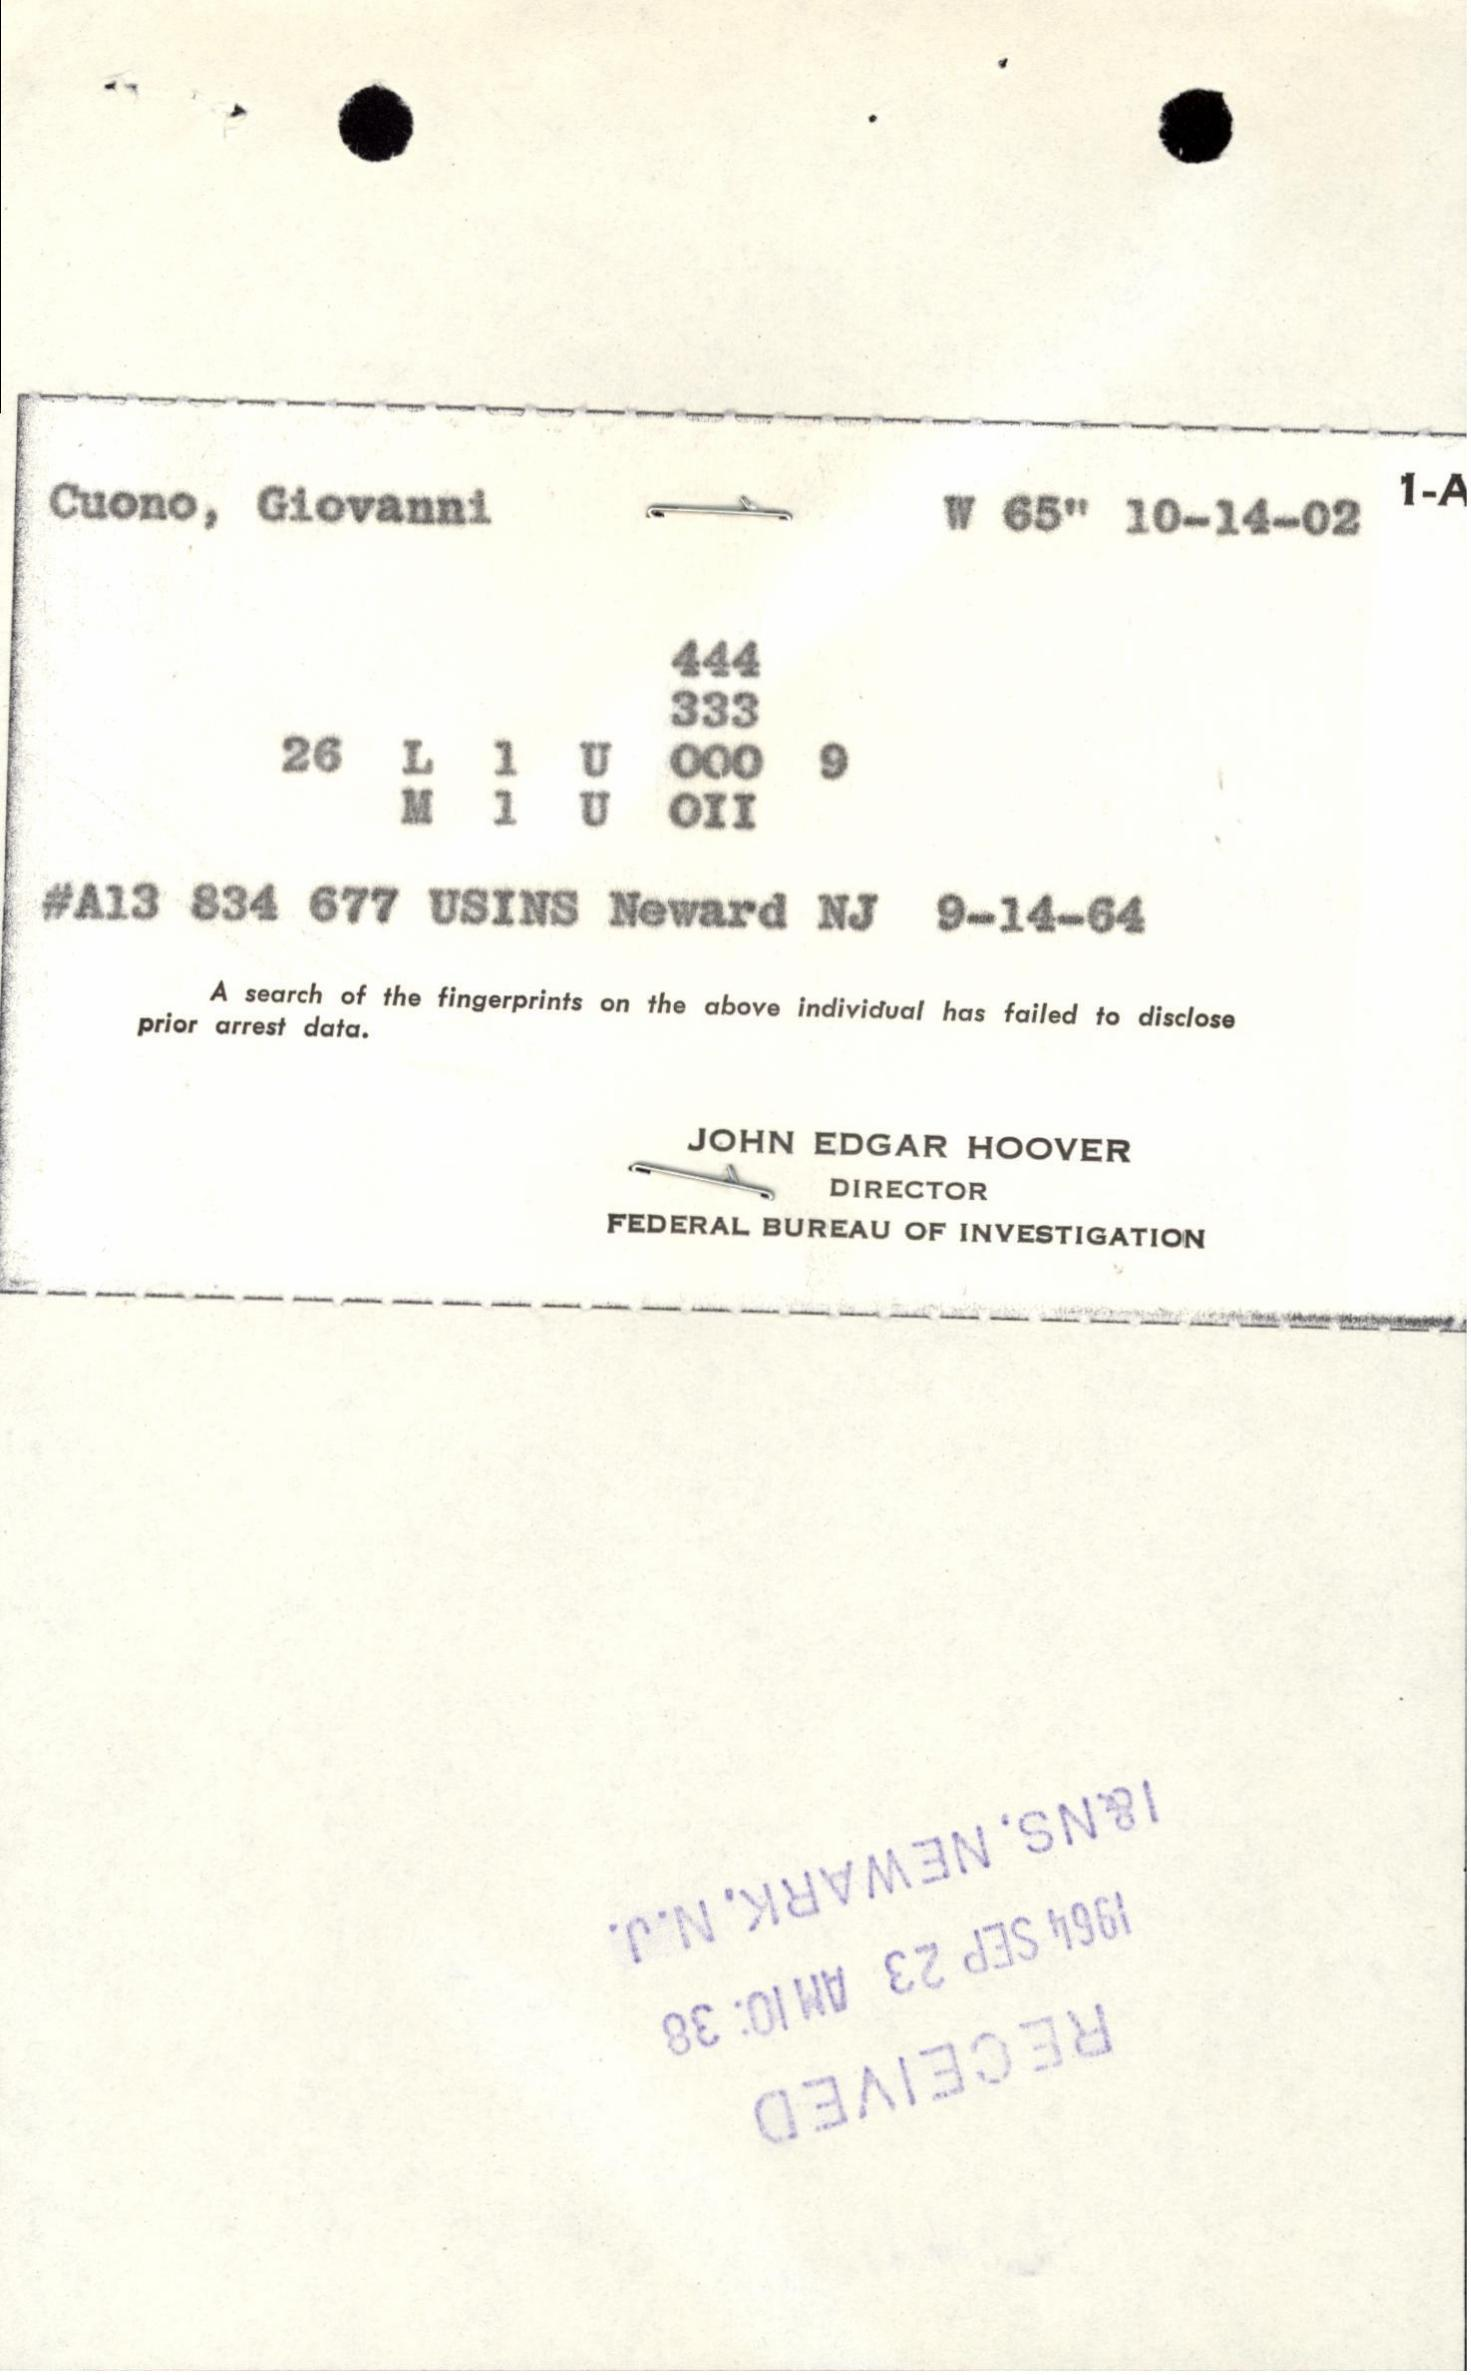 Cuono, Giovanni W 65" 10-14-02 1-A
444
333
26 L 1 U 000 9
M 1 U OII
#A13 834 677 USINS Neward NJ 9-14-64
A search of the fingerprints on the above individual has failed to disclose
prior arrest data.
JOHN EDGAR HOOVER
DIRECTOR
FEDERAL BUREAU OF INVESTIGATION
RECEIVED
1964 SEP 23 AM 10:38
I&NS. NEWARK, N.J.